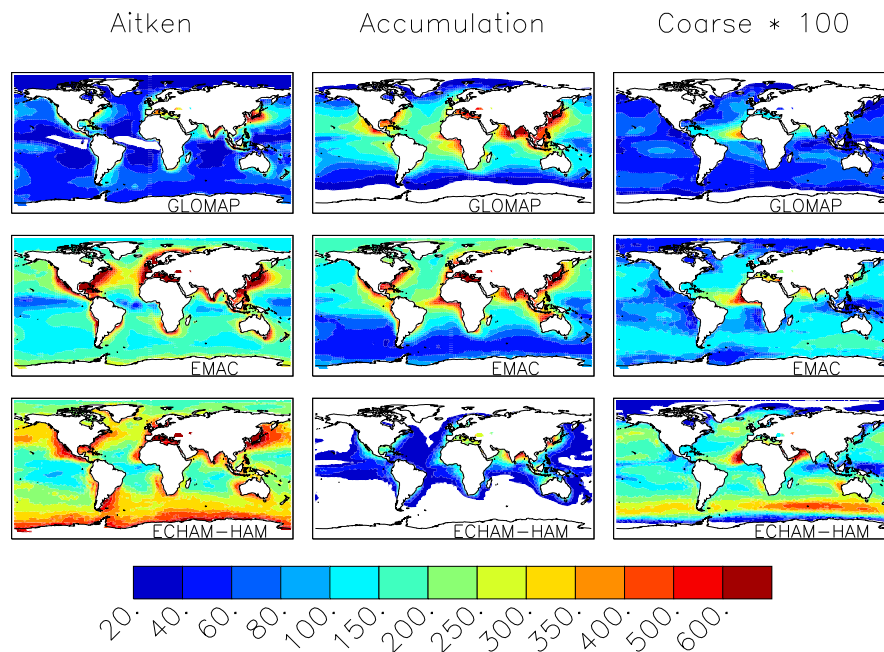 Aitken
Accumulation
Coarse * 100
GLOMAP
GLOMAP
GLOMAP
EMAC
EMAC
EMAC
ECHAM-HAM
ECHAM-HAM
ECHAM-HAM
20. 40. 60. 80. 100. 150. 200. 250. 300. 350. 400. 500. 600.